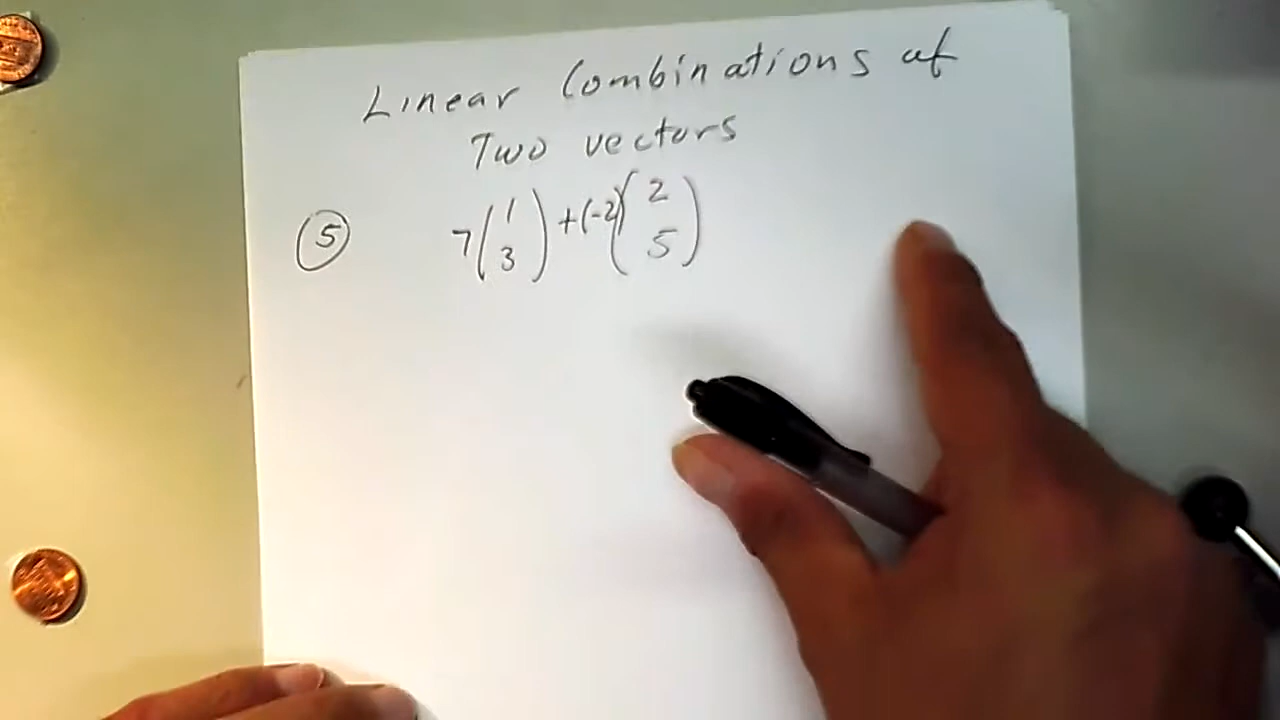 Linear Combinations of
Two vectors
(5) 7(1 3) + (-2)(2 5)